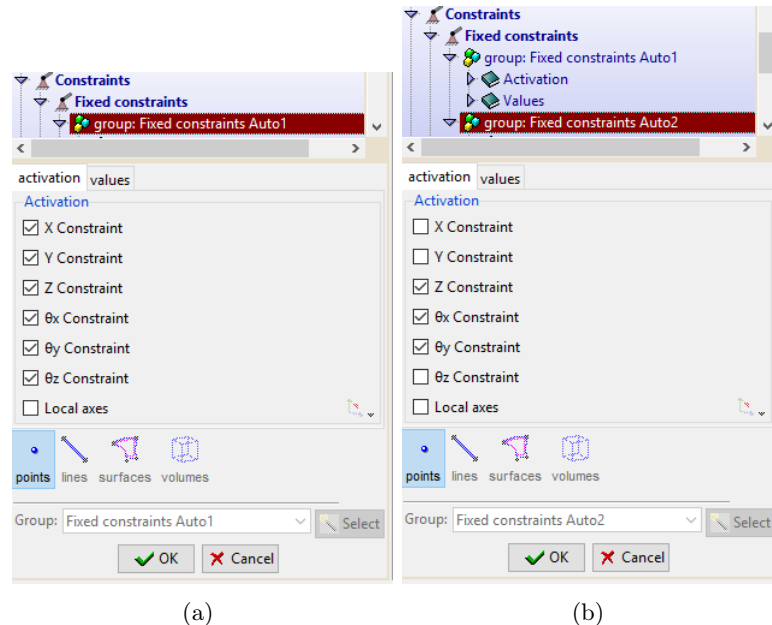 Constraints
Fixed constraints
group: Fixed constraints Auto1
activation values
Activation
X Constraint
Y Constraint
Z Constraint
θx Constraint
θy Constraint
θz Constraint
Local axes
points lines surfaces volumes
Group: Fixed constraints Auto1 Select
OK Cancel
(a)
Constraints
Fixed constraints
group: Fixed constraints Auto1
Activation
Values
group: Fixed constraints Auto2
activation values
Activation
X Constraint
Y Constraint
Z Constraint
θx Constraint
θy Constraint
θz Constraint
Local axes
points lines surfaces volumes
Group: Fixed constraints Auto2 Select
OK Cancel
(b)